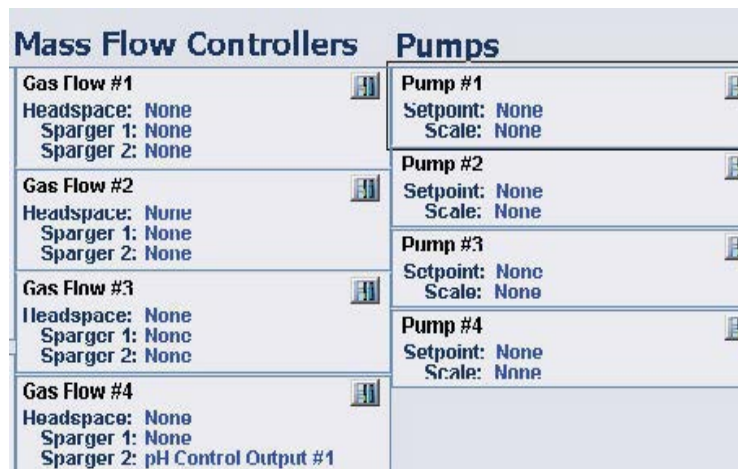 Mass Flow Controllers
Gas Flow #1
Headspace: None
Sparger 1: None
Sparger 2: None
Gas Flow #2
Headspace: None
Sparger 1: None
Sparger 2: None
Gas Flow #3
Headspace: None
Sparger 1: None
Sparger 2: None
Gas Flow #4
Headspace: None
Sparger 1: None
Sparger 2: pH Control Output #1
Pumps
Pump #1
Setpoint: None
Scale: None
Pump #2
Setpoint: None
Scale: None
Pump #3
Setpoint: None
Scale: None
Pump #4
Setpoint: None
Scale: None